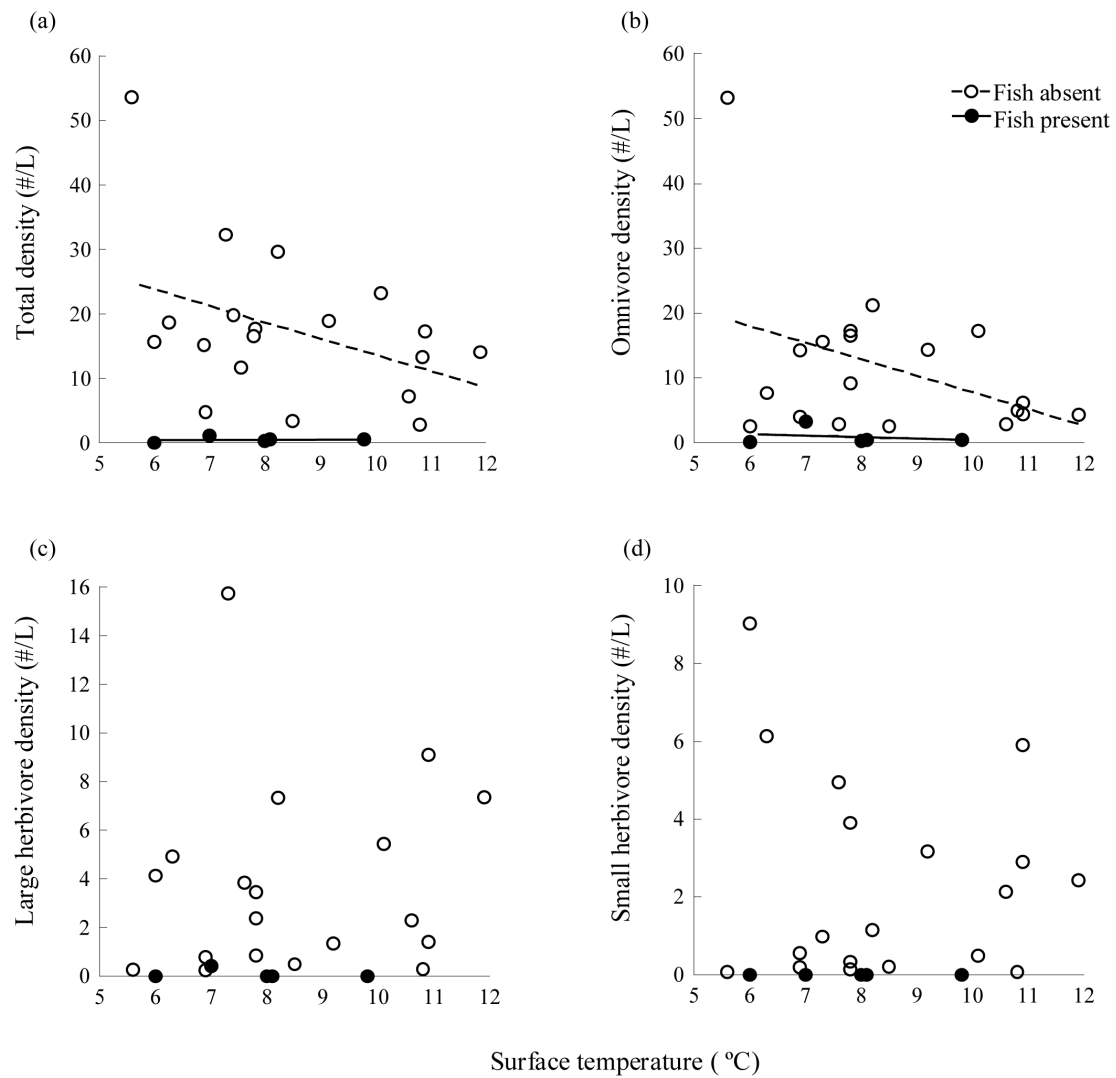 (a)
Total density (#/L)
60
50
40
30
20
10
0
5 6 7 8 9 10 11 12
(b)
Omnivore density (#/L)
60
50
40
30
20
10
0
5 6 7 8 9 10 11 12
Fish absent
Fish present
(c)
Large herbivore density (#/L)
16
14
12
10
8
6
4
2
0
5 6 7 8 9 10 11 12
(d)
Small herbivore density (#/L)
10
8
6
4
2
0
5 6 7 8 9 10 11 12
Surface temperature ( ºC)